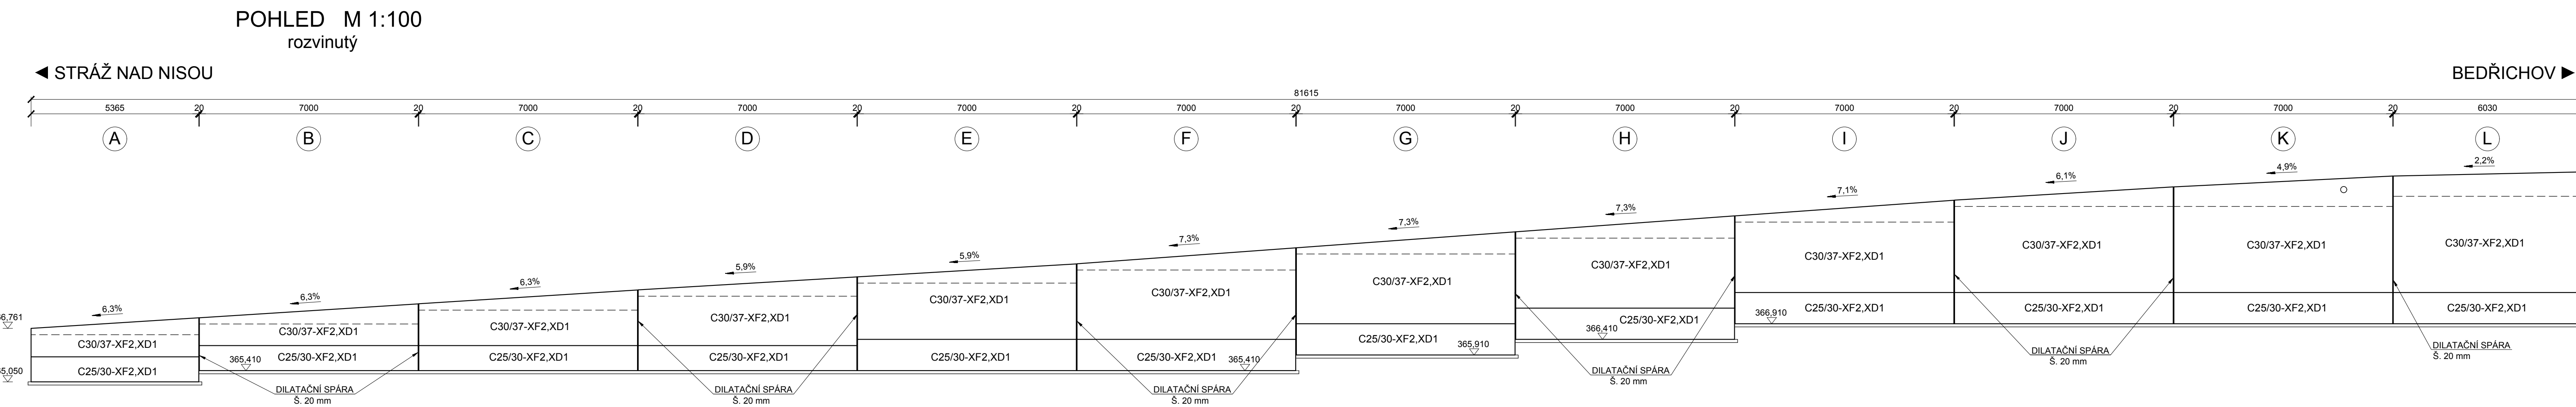 POHLED M 1:100
rozvinutý
◄ STRÁŽ NAD NISOU
BEDŘICHOV ►
81615
5365 20 7000 20 7000 20 7000 20 7000 20 7000 20 7000 20 7000 20 7000 20 7000 20 7000 20 6030
A B C D E F G H I J K L
6,3% 6,3% 6,3% 5,9% 5,9% 7,3% 7,3% 7,3% 7,1% 6,1% 4,9% 2,2%
C30/37-XF2,XD1 C30/37-XF2,XD1 C30/37-XF2,XD1 C30/37-XF2,XD1 C30/37-XF2,XD1 C30/37-XF2,XD1 C30/37-XF2,XD1 C30/37-XF2,XD1 C30/37-XF2,XD1 C30/37-XF2,XD1 C30/37-XF2,XD1 C30/37-XF2,XD1
C25/30-XF2,XD1 C25/30-XF2,XD1 C25/30-XF2,XD1 C25/30-XF2,XD1 C25/30-XF2,XD1 C25/30-XF2,XD1 C25/30-XF2,XD1 C25/30-XF2,XD1 C25/30-XF2,XD1 C25/30-XF2,XD1 C25/30-XF2,XD1 C25/30-XF2,XD1
6,761
5,050
365,410 365,410 365,910 366,410 366,910
DILATAČNÍ SPÁRA
Š. 20 mm
DILATAČNÍ SPÁRA
Š. 20 mm
DILATAČNÍ SPÁRA
Š. 20 mm
DILATAČNÍ SPÁRA
Š. 20 mm
DILATAČNÍ SPÁRA
Š. 20 mm
DILATAČNÍ SPÁRA
Š. 20 mm